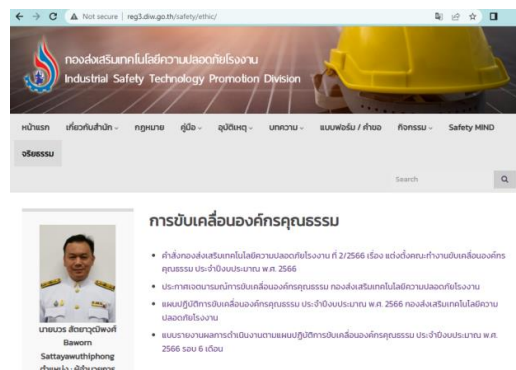 Not secure | reg3.diw.go.th/safety/ethic/
กองส่งเสริมเทคโนโลยีความปลอดภัยโรงงาน
Industrial Safety Technology Promotion Division
หน้าแรก เกี่ยวกับสำนัก กฎหมาย คู่มือ อุบัติเหตุ บทความ แบบฟอร์ม / คำขอ กิจกรรม Safety MIND
จริยธรรม
Search
การขับเคลื่อนองค์กรคุณธรรม
คำสั่งกองส่งเสริมเทคโนโลยีความปลอดภัยโรงงาน ที่ 2/2566 เรื่อง แต่งตั้งคณะทำงานขับเคลื่อนองค์กร
คุณธรรม ประจำปีงบประมาณ พ.ศ. 2566
ประกาศเจตนารมณ์การขับเคลื่อนองค์กรคุณธรรม กองส่งเสริมเทคโนโลยีความปลอดภัยโรงงาน
แผนปฏิบัติการขับเคลื่อนองค์กรคุณธรรม ประจำปีงบประมาณ พ.ศ. 2566 กองส่งเสริมเทคโนโลยีความ
ปลอดภัยโรงงาน
แบบรายงานผลการดำเนินงานตามแผนปฏิบัติการขับเคลื่อนองค์กรคุณธรรม ประจำปีงบประมาณ พ.ศ.
2566 รอบ 6 เดือน
นายบวร สัตยาวุฒิพงศ์
Baworn
Sattayawuthiphong
ตำแหน่ง : ผู้อำนวยการ